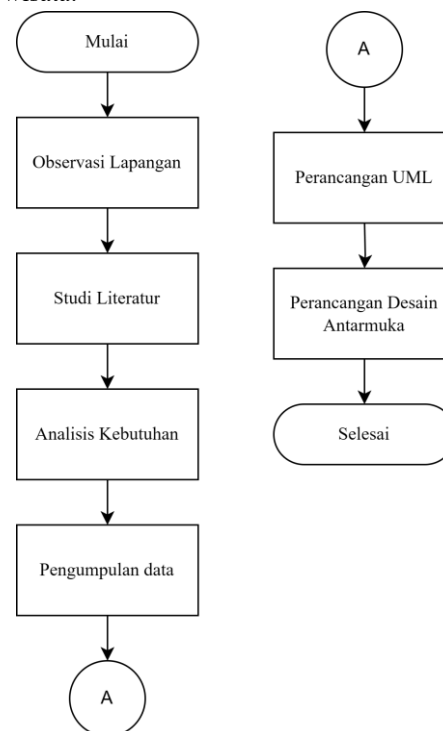 Mulai
Observasi Lapangan
Studi Literatur
Analisis Kebutuhan
Pengumpulan data
A
A
Perancangan UML
Perancangan Desain
Antarmuka
Selesai